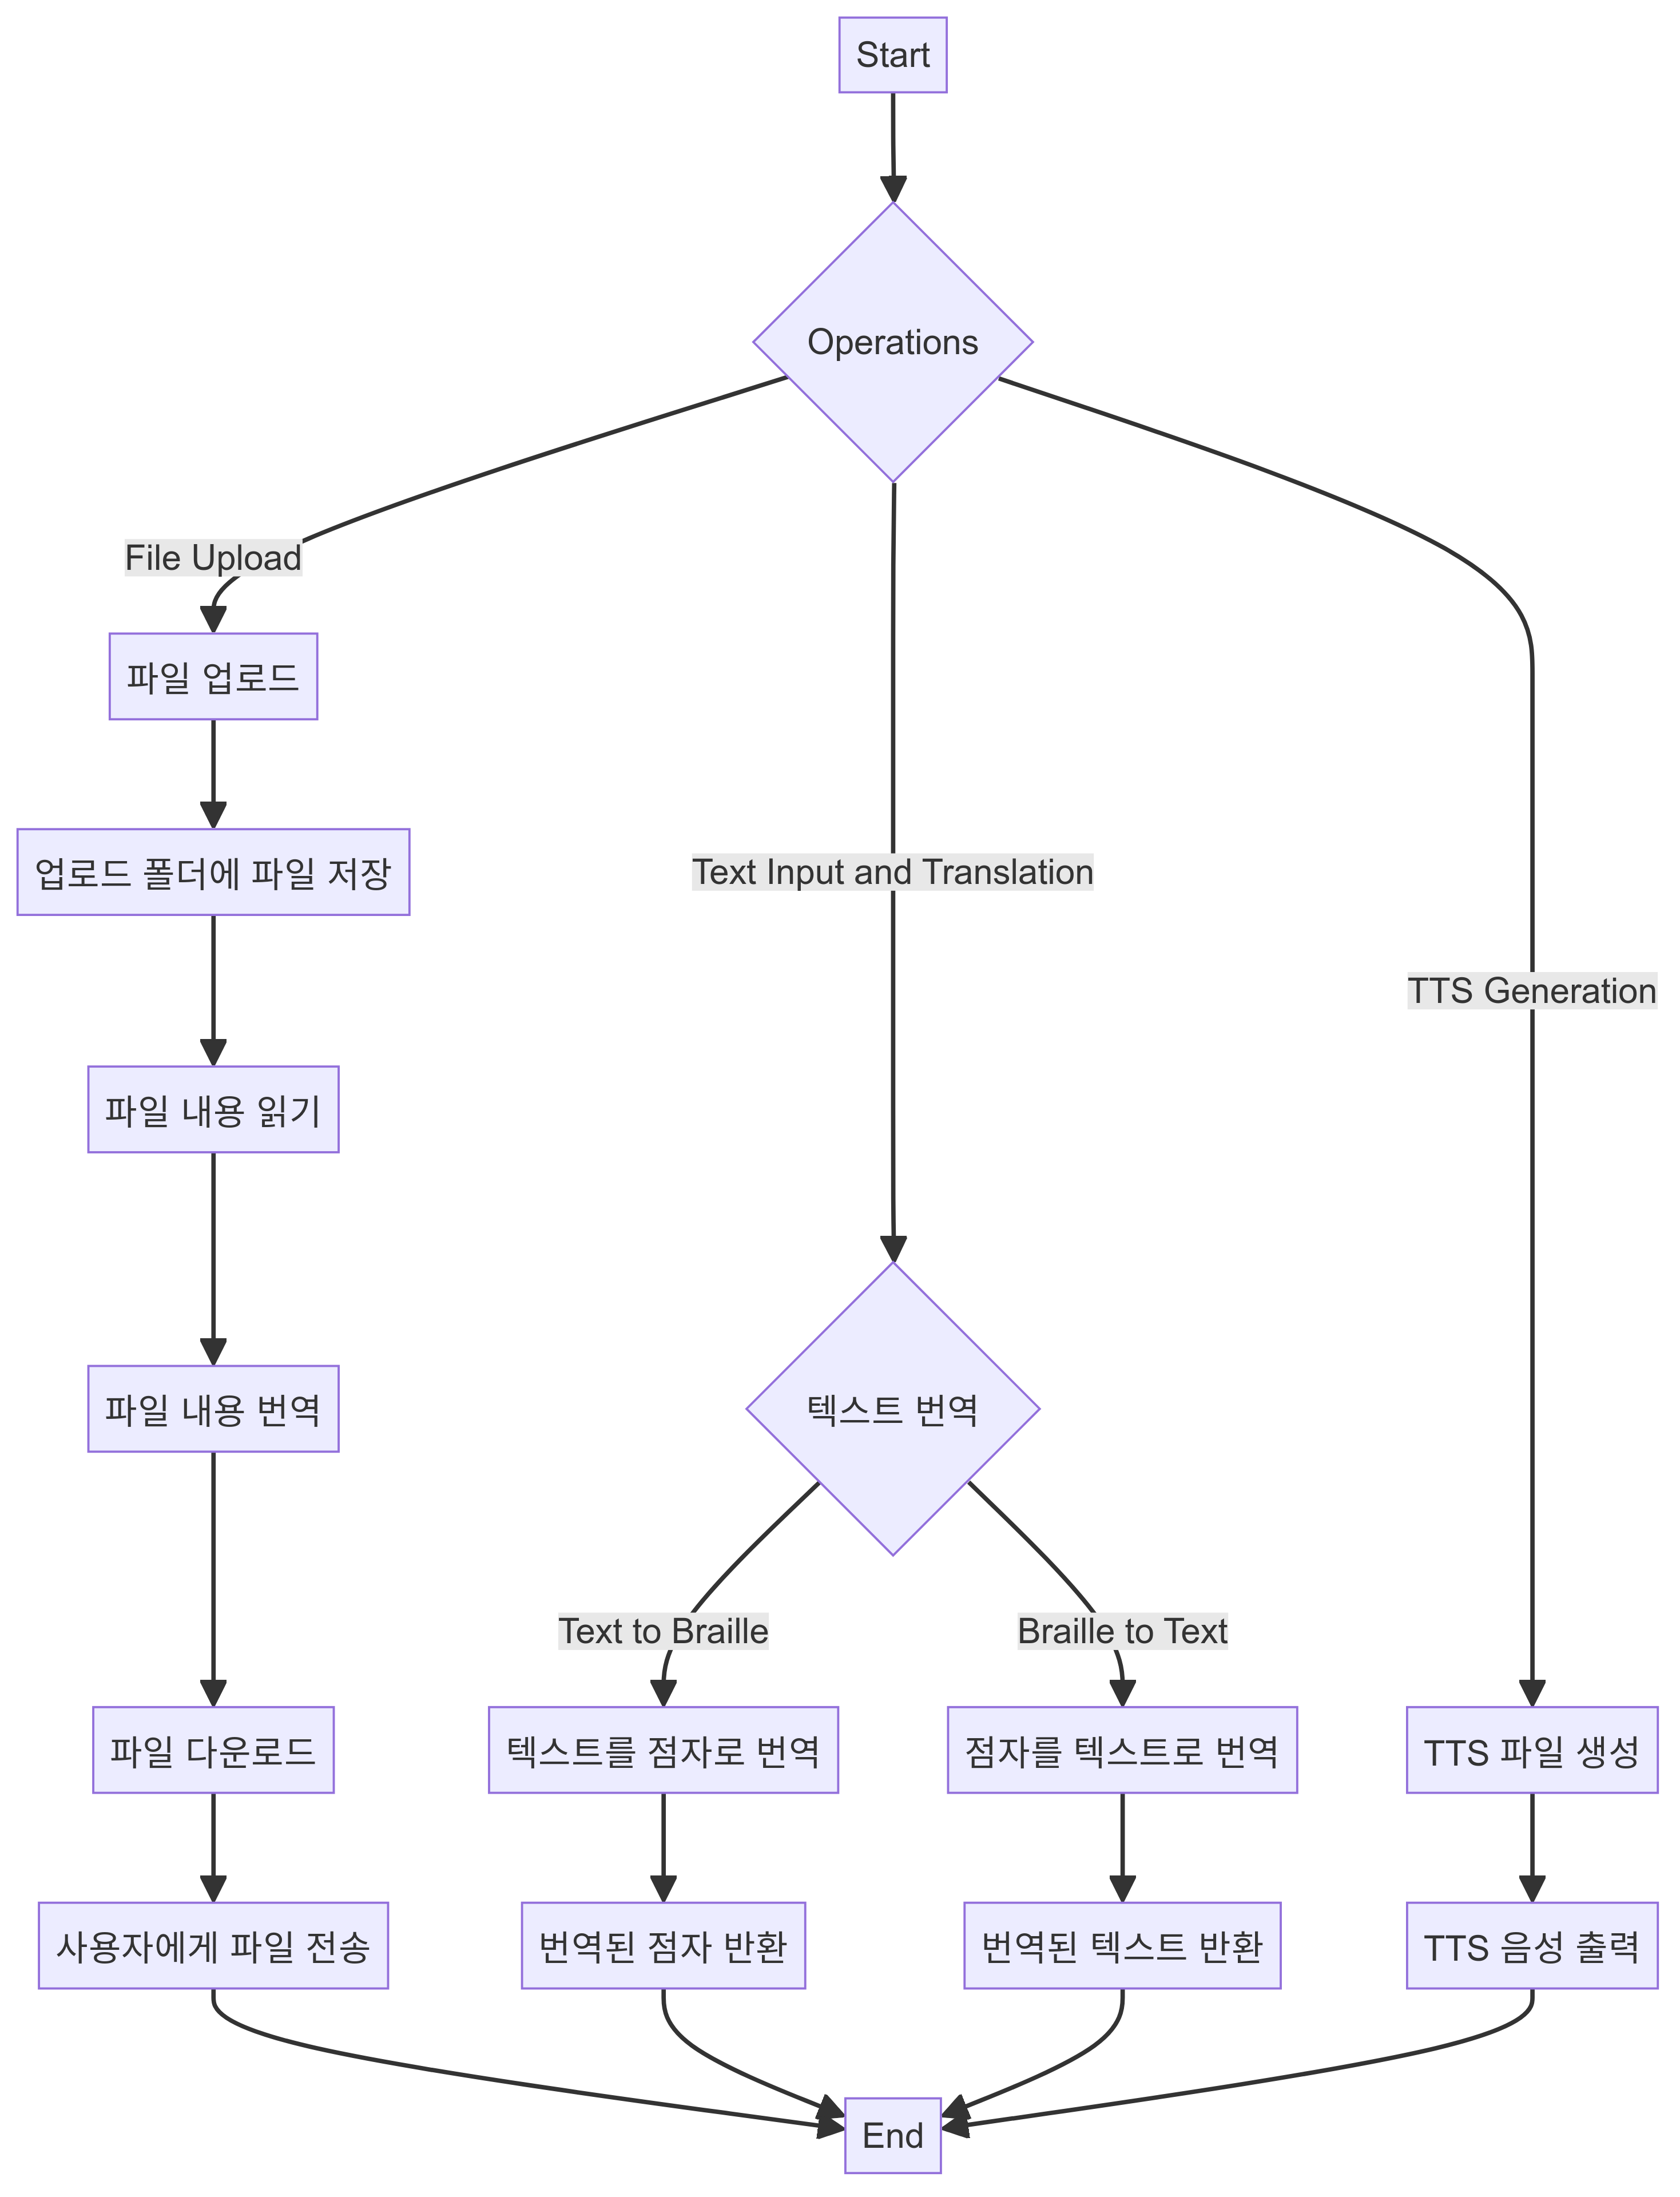 Start
Operations
File Upload
파일 업로드
업로드 폴더에 파일 저장
Text Input and Translation
TTS Generation
파일 내용 읽기
파일 내용 번역
텍스트 번역
Text to Braille
Braille to Text
파일 다운로드
텍스트를 점자로 번역
점자를 텍스트로 번역
TTS 파일 생성
사용자에게 파일 전송
번역된 점자 반환
번역된 텍스트 반환
TTS 음성 출력
End